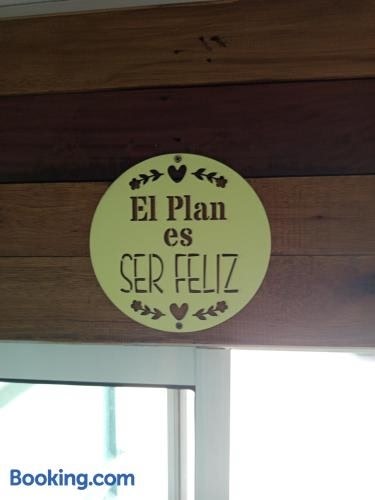 El Plan
es
SER FELIZ
Booking.com